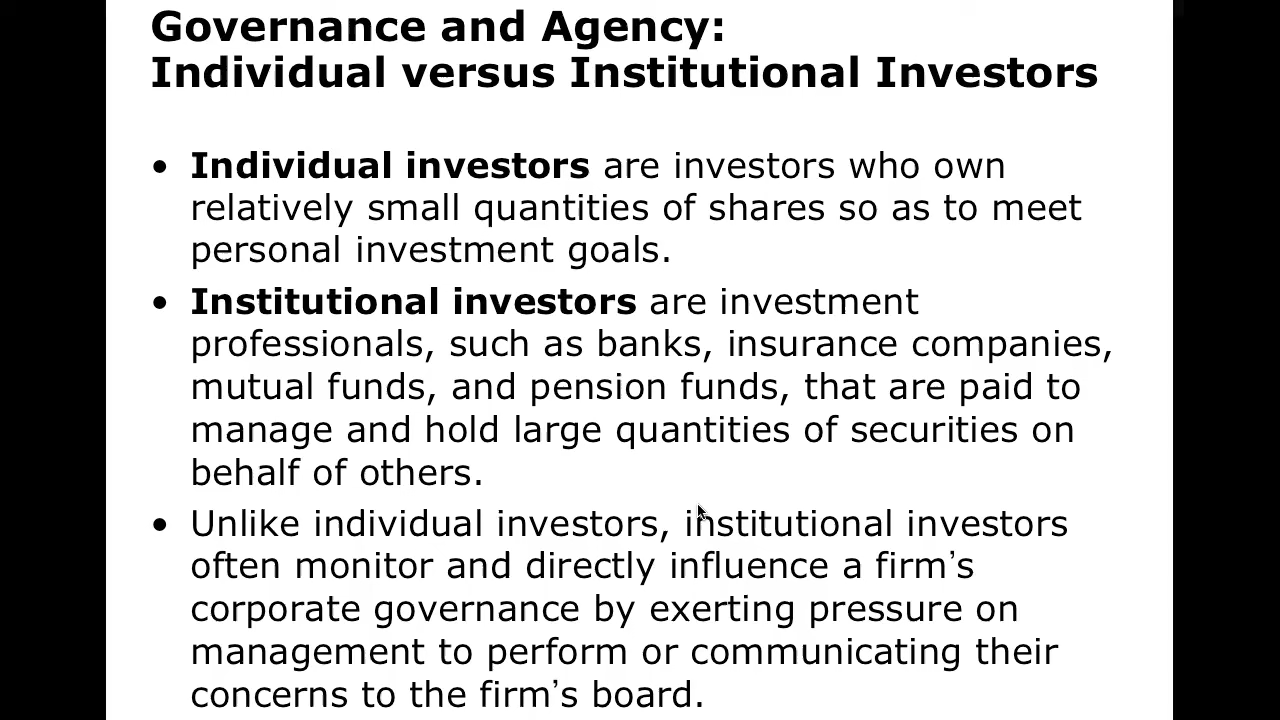 Governance and Agency:
Individual versus Institutional Investors
• Individual investors are investors who own
relatively small quantities of shares so as to meet
personal investment goals.
• Institutional investors are investment
professionals, such as banks, insurance companies,
mutual funds, and pension funds, that are paid to
manage and hold large quantities of securities on
behalf of others.
• Unlike individual investors, institutional investors
often monitor and directly influence a firm’s
corporate governance by exerting pressure on
management to perform or communicating their
concerns to the firm’s board.